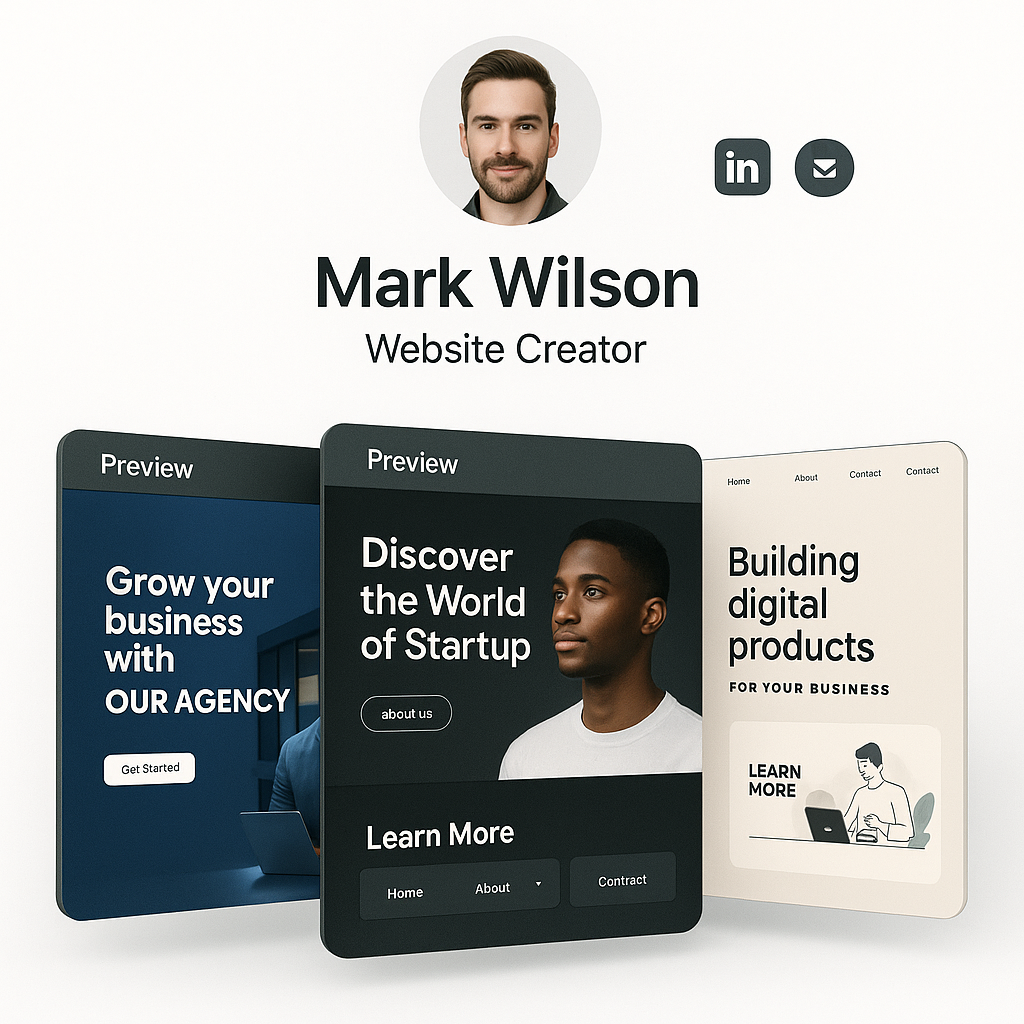 in
Mark Wilson
Website Creator
Preview
Grow your
business
with
OUR AGENCY
Get Started
Preview
Discover
the World
of Startup
about us
Learn More
Home About Contract
Home About Contact Contact
Building
digital
products
FOR YOUR BUSINESS
LEARN
MORE